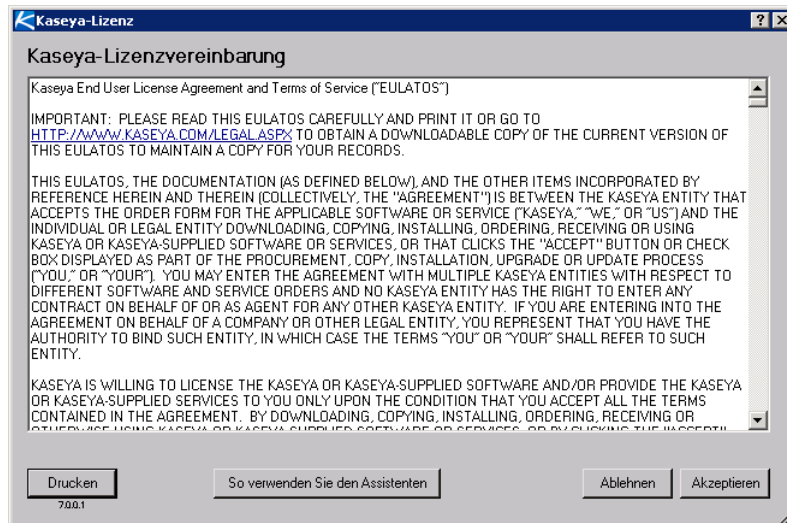 Kaseya-Lizenz
Kaseya-Lizenzvereinbarung
Kaseya End User License Agreement and Terms of Service ("EULATOS")
IMPORTANT: PLEASE READ THIS EULATOS CAREFULLY AND PRINT IT OR GO TO
HTTP://WWW.KASEYA.COM/LEGAL.ASPX TO OBTAIN A DOWNLOADABLE COPY OF THE CURRENT VERSION OF
THIS EULATOS TO MAINTAIN A COPY FOR YOUR RECORDS.
THIS EULATOS, THE DOCUMENTATION (AS DEFINED BELOW), AND THE OTHER ITEMS INCORPORATED BY
REFERENCE HEREIN AND THEREIN (COLLECTIVELY, THE "AGREEMENT") IS BETWEEN THE KASEYA ENTITY THAT
ACCEPTS THE ORDER FORM FOR THE APPLICABLE SOFTWARE OR SERVICE ("KASEYA," "WE," OR "US") AND THE
INDIVIDUAL OR LEGAL ENTITY DOWNLOADING, COPYING, INSTALLING, ORDERING, RECEIVING OR USING
KASEYA OR KASEYA-SUPPLIED SOFTWARE OR SERVICES, OR THAT CLICKS THE "ACCEPT" BUTTON OR CHECK
BOX DISPLAYED AS PART OF THE PROCUREMENT, COPY, INSTALLATION, UPGRADE OR UPDATE PROCESS
("YOU," OR "YOUR"). YOU MAY ENTER THE AGREEMENT WITH MULTIPLE KASEYA ENTITIES WITH RESPECT TO
DIFFERENT SOFTWARE AND SERVICE ORDERS AND NO KASEYA ENTITY HAS THE RIGHT TO ENTER ANY
CONTRACT ON BEHALF OF OR AS AGENT FOR ANY OTHER KASEYA ENTITY. IF YOU ARE ENTERING INTO THE
AGREEMENT ON BEHALF OF A COMPANY OR OTHER LEGAL ENTITY, YOU REPRESENT THAT YOU HAVE THE
AUTHORITY TO BIND SUCH ENTITY, IN WHICH CASE THE TERMS "YOU" OR "YOUR" SHALL REFER TO SUCH
ENTITY.
KASEYA IS WILLING TO LICENSE THE KASEYA OR KASEYA-SUPPLIED SOFTWARE AND/OR PROVIDE THE KASEYA
OR KASEYA-SUPPLIED SERVICES TO YOU ONLY UPON THE CONDITION THAT YOU ACCEPT ALL THE TERMS
CONTAINED IN THE AGREEMENT. BY DOWNLOADING, COPYING, INSTALLING, ORDERING, RECEIVING OR
OTHERWISE USING KASEYA OR KASEYA-SUPPLIED SOFTWARE OR SERVICES, OR BY CLICKING THE "ACCEPT"
Drucken
So verwenden Sie den Assistenten
Ablehnen
Akzeptieren
7.0.0.1